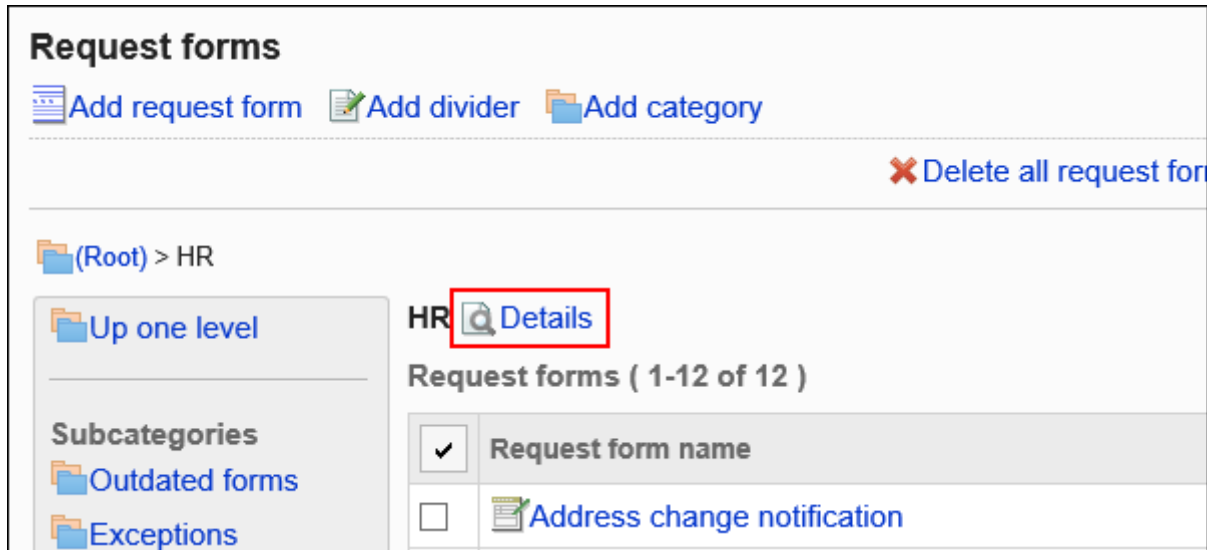 Request forms
Add request form Add divider Add category
Delete all request for
(Root) > HR
Up one level
Subcategories
Outdated forms
Exceptions
HR Details
Request forms ( 1-12 of 12 )
Request form name
Address change notification